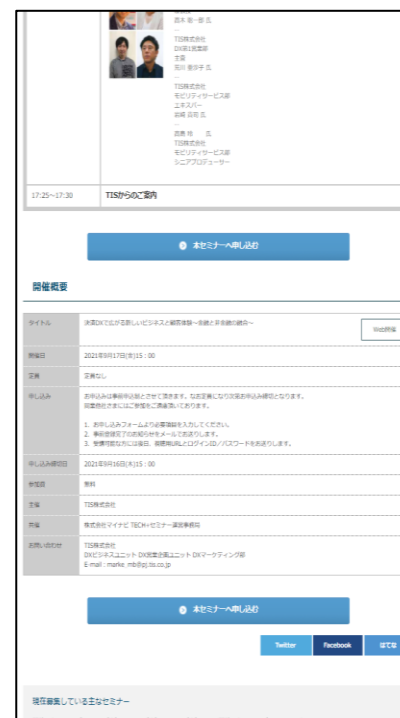 TIS株式会社
DX第1営業部
主査
TIS株式会社
モビリティサービス部
エキスパート
TIS株式会社
モビリティサービス部
シニアプロデューサー
17:25~17:30 TISからのご案内
本セミナーへ申し込む
開催概要
タイトル 決済DXで広がる新しいビジネスと顧客体験~金融と非金融の融合~ Web開催
開催日 2021年9月17日(金)15:00
定員 定員なし
申し込み お申込みは事前申込制とさせて頂きます。なお定員になり次第お申込み締切となります。
同業他社さまにはご参加をご遠慮頂いております。
1. お申し込みフォームより必要項目を入力してください。
2. 事前登録完了のお知らせをメールでお送りします。
3. 受講可能な方には後日、視聴用URLとログインID/パスワードをお送りします。
申し込み締切日 2021年9月16日(木)15:00
参加費 無料
主催 TIS株式会社
共催 株式会社マイナビ TECH+セミナー運営事務局
お問い合わせ TIS株式会社
DXビジネスユニット DX営業企画ユニット DXマーケティング部
E-mail:marke_mb@pj.tis.co.jp
本セミナーへ申し込む
Twitter Facebook はてな
現在募集している主なセミナー